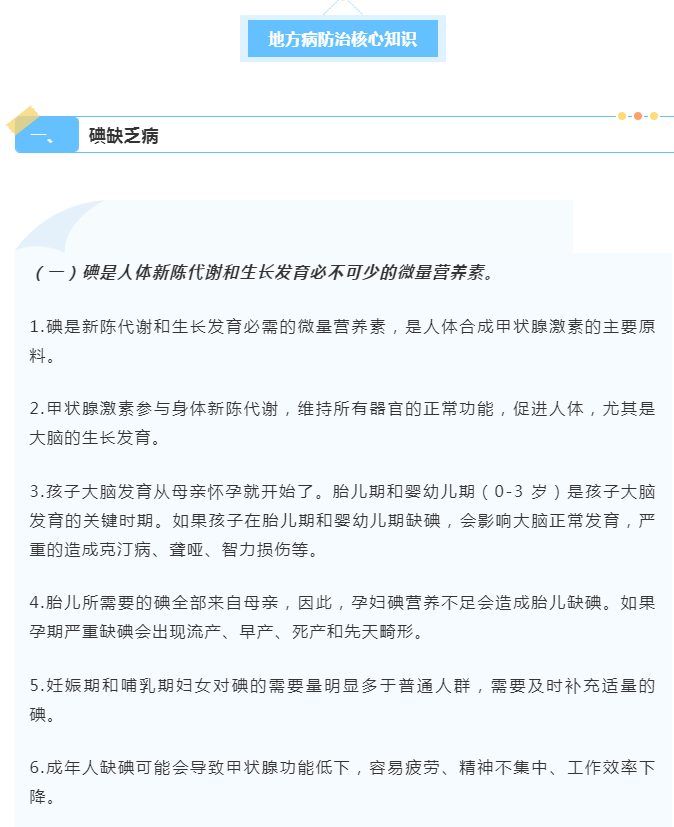 地方病防治核心知识
一、
碘缺乏病
（一）碘是人体新陈代谢和生长发育必不可少的微量营养素。
1.碘是新陈代谢和生长发育必需的微量营养素，是人体合成甲状腺激素的主要原
料。
2.甲状腺激素参与身体新陈代谢，维持所有器官的正常功能，促进人体，尤其是
大脑的生长发育。
3.孩子大脑发育从母亲怀孕就开始了。胎儿期和婴幼儿期（0-3 岁）是孩子大脑
发育的关键时期。如果孩子在胎儿期和婴幼儿期缺碘，会影响大脑正常发育，严
重的造成克汀病、聋哑、智力损伤等。
4.胎儿所需要的碘全部来自母亲，因此，孕妇碘营养不足会造成胎儿缺碘。如果
孕期严重缺碘会出现流产、早产、死产和先天畸形。
5.妊娠期和哺乳期妇女对碘的需要量明显多于普通人群，需要及时补充适量的
碘。
6.成年人缺碘可能会导致甲状腺功能低下，容易疲劳、精神不集中、工作效率下
降。